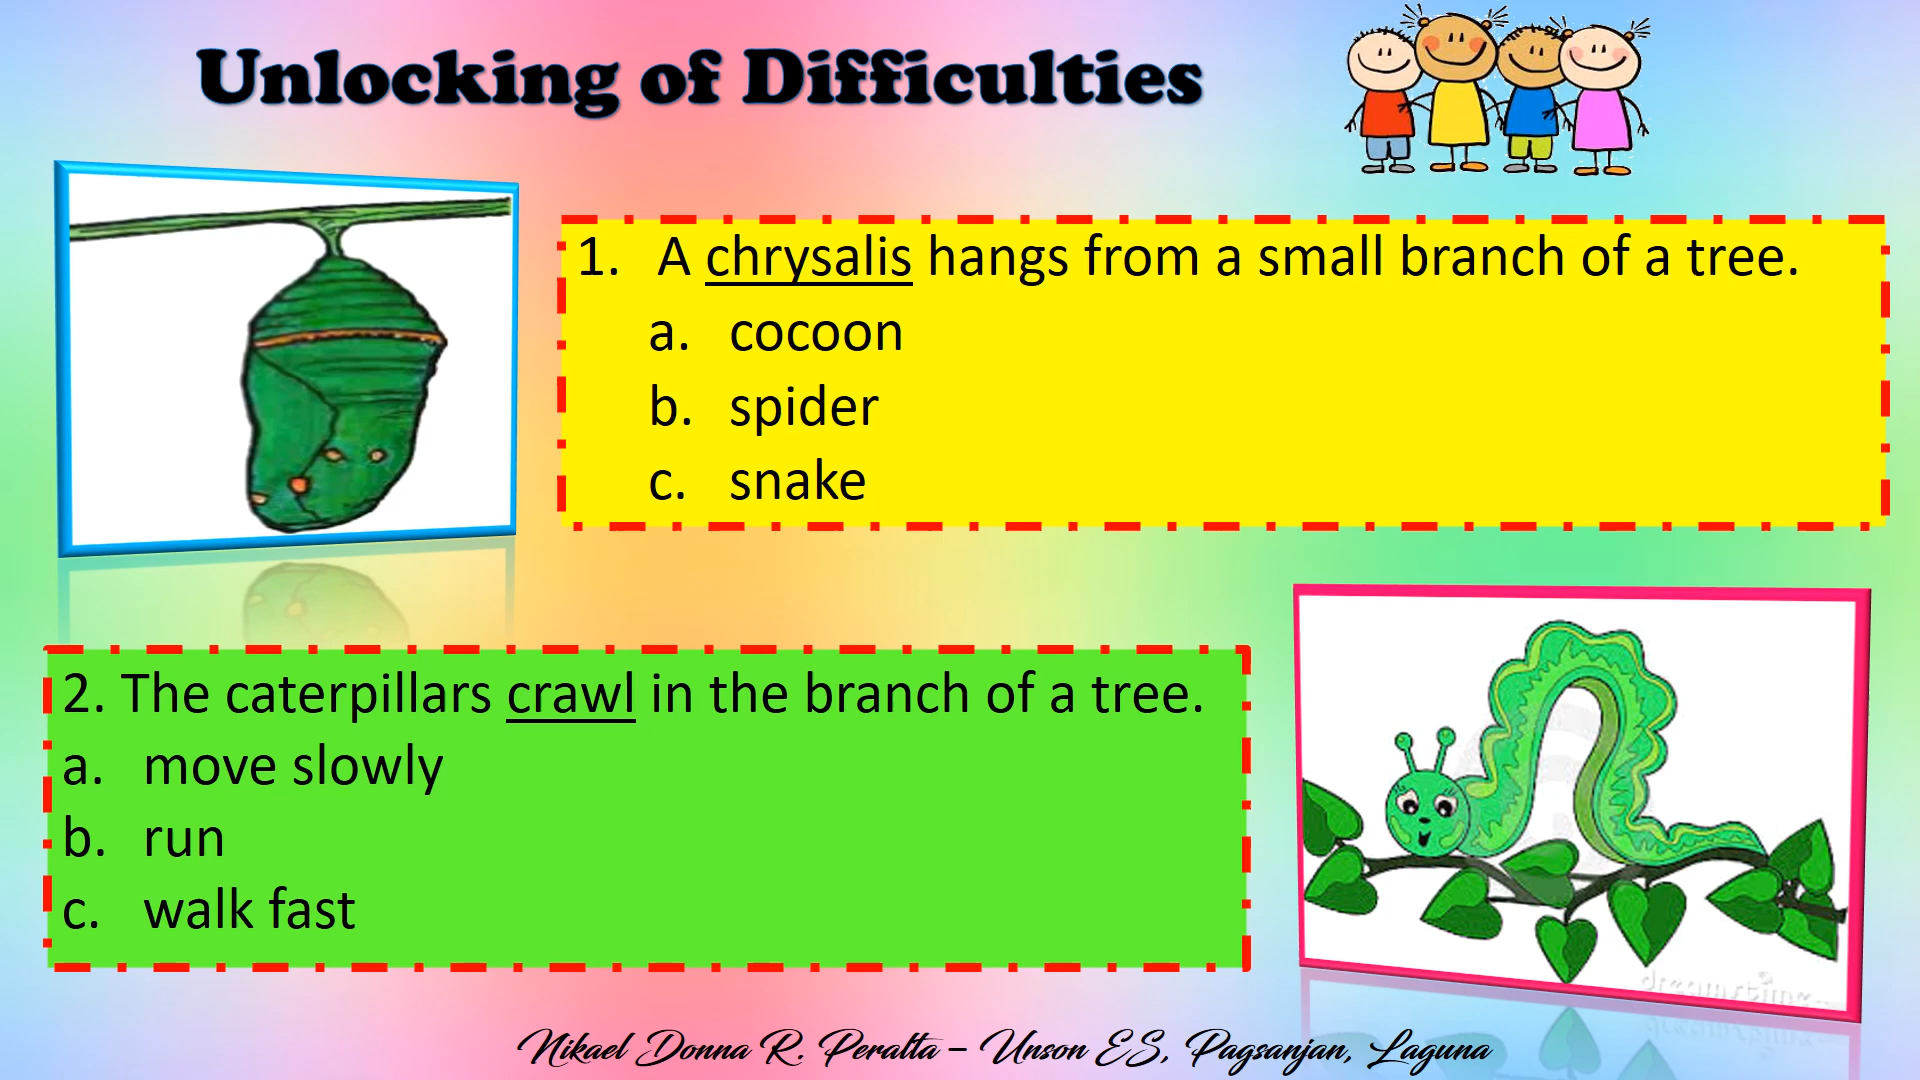 Unlocking of Difficulties
1. A chrysalis hangs from a small branch of a tree.
a. cocoon
b. spider
c. snake
2. The caterpillars crawl in the branch of a tree.
a. move slowly
b. run
c. walk fast
dreamstime
Nikael Donna R. Peralta – Unson ES, Pagsanjan, Laguna